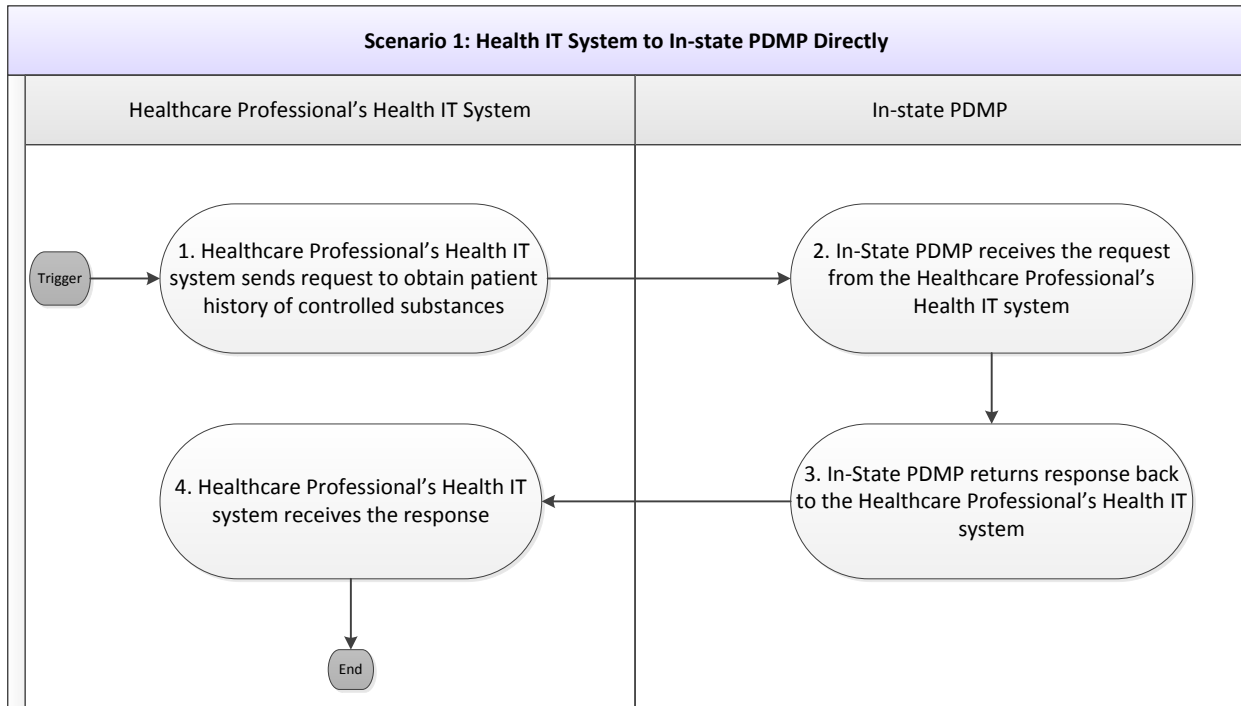 Scenario 1: Health IT System to In-state PDMP Directly
Healthcare Professional’s Health IT System
In-state PDMP
Trigger
1. Healthcare Professional’s Health IT
system sends request to obtain patient
history of controlled substances
2. In-State PDMP receives the request
from the Healthcare Professional’s
Health IT system
3. In-State PDMP returns response back
to the Healthcare Professional’s Health IT
system
4. Healthcare Professional’s Health IT
system receives the response
End